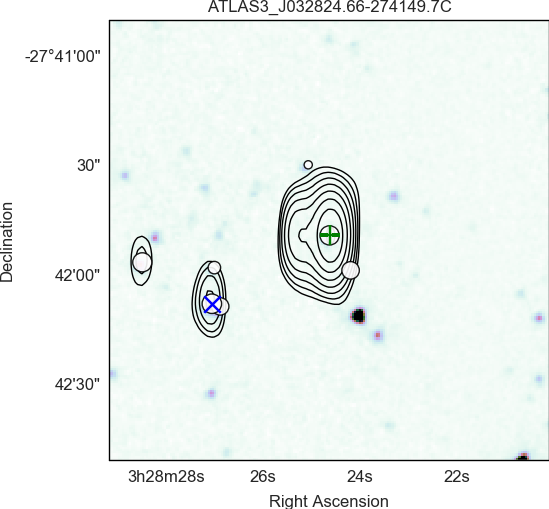 ATLAS3_J032824.66-274149.7C
-27°41'00"
30"
42'00"
42'30"
Declination
3h28m28s 26s 24s 22s
Right Ascension